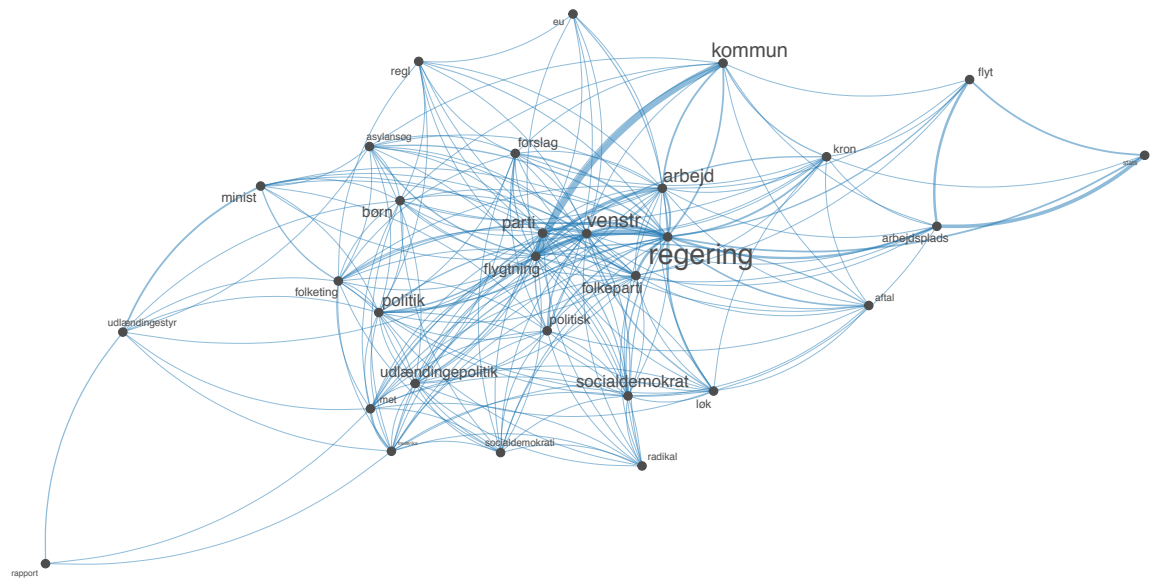 eu
kommun
regl
flyt
asylansøg
forslag
kron
stats
arbejd
minist
børn
parti
venstr
arbejdsplads
regering
flygtning
folkeparti
folketing
aftal
politik
udlændingestyr
politisk
udlændingepolitik
socialdemokrat
met
løk
socialdemokrati
radikal
rapport